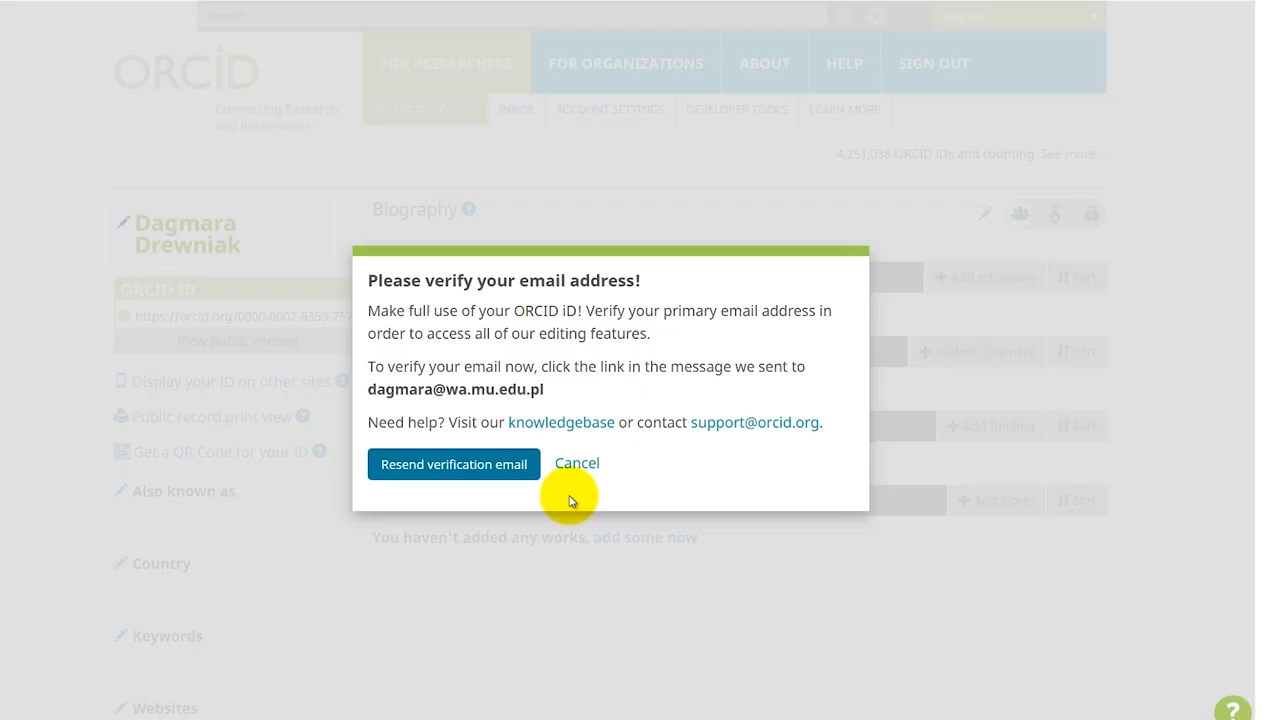 Search
English
ORCID
Connecting Research
and Researchers
FOR RESEARCHERS
FOR ORGANIZATIONS
ABOUT
HELP
SIGN OUT
MY ORCID RECORD
INBOX
ACCOUNT SETTINGS
DEVELOPER TOOLS
LEARN MORE
4,251,038 ORCID iDs and counting. See more...
Dagmara
Drewniak
ORCID iD
https://orcid.org/0000-0002-8353-75
View public version
Display your iD on other sites
Public record print view
Get a QR Code for your iD
Also known as
Country
Keywords
Websites
Biography
Add education
Sort
Add employment
Sort
Add funding
Sort
Add works
Sort
You haven't added any works, add some now
Please verify your email address!
Make full use of your ORCID iD! Verify your primary email address in
order to access all of our editing features.
To verify your email now, click the link in the message we sent to
dagmara@wa.mu.edu.pl
Need help? Visit our knowledgebase or contact support@orcid.org.
Resend verification email
Cancel
?